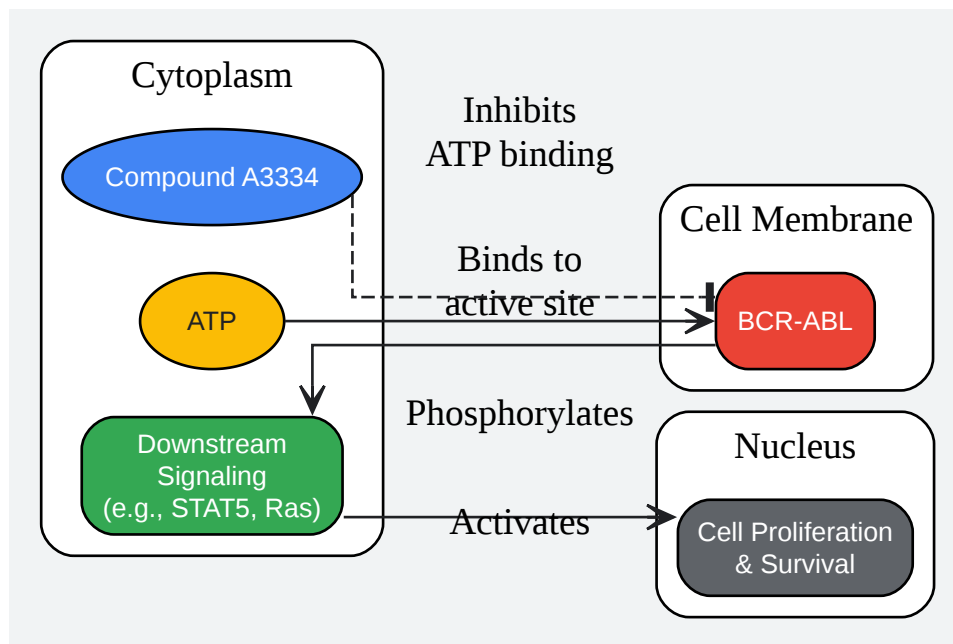 Cytoplasm
Compound A3334
ATP
Downstream
Signaling
(e.g., STAT5, Ras)
Inhibits
ATP binding
Binds to
active site
Phosphorylates
Activates
Cell Membrane
BCR-ABL
Nucleus
Cell Proliferation
& Survival